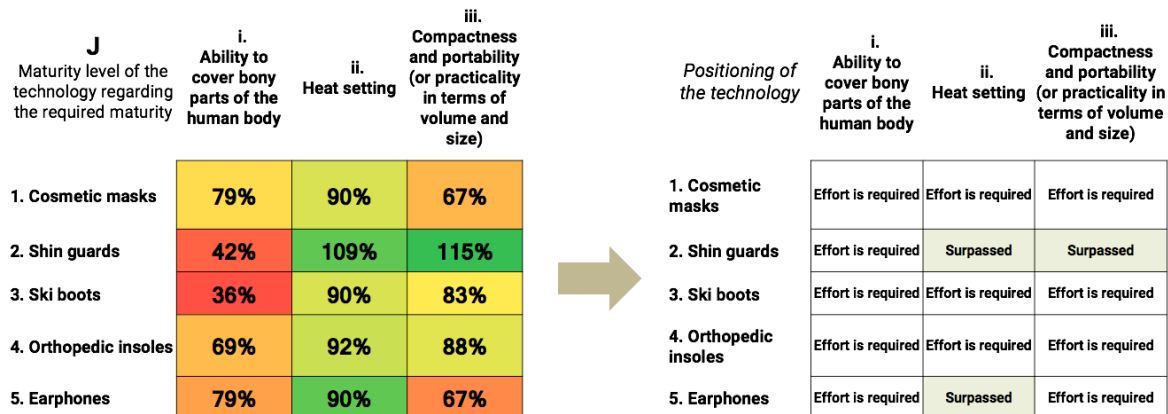 J
Maturity level of the
technology regarding
the required maturity
i.
Ability to
cover bony
parts of the
human body
ii.
Heat setting
iii.
Compactness
and portability
(or practicality
in terms of
volume and
size)
1. Cosmetic masks 79% 90% 67%
2. Shin guards 42% 109% 115%
3. Ski boots 36% 90% 83%
4. Orthopedic insoles 69% 92% 88%
5. Earphones 79% 90% 67%
Positioning of
the technology
i.
Ability to
cover bony
parts of the
human body
ii.
Heat setting
iii.
Compactness
and portability
(or practicality in
terms of volume
and size)
1. Cosmetic
masks
Effort is required Effort is required Effort is required
2. Shin guards Effort is required Surpassed Surpassed
3. Ski boots Effort is required Effort is required Effort is required
4. Orthopedic
insoles
Effort is required Effort is required Effort is required
5. Earphones Effort is required Surpassed Effort is required